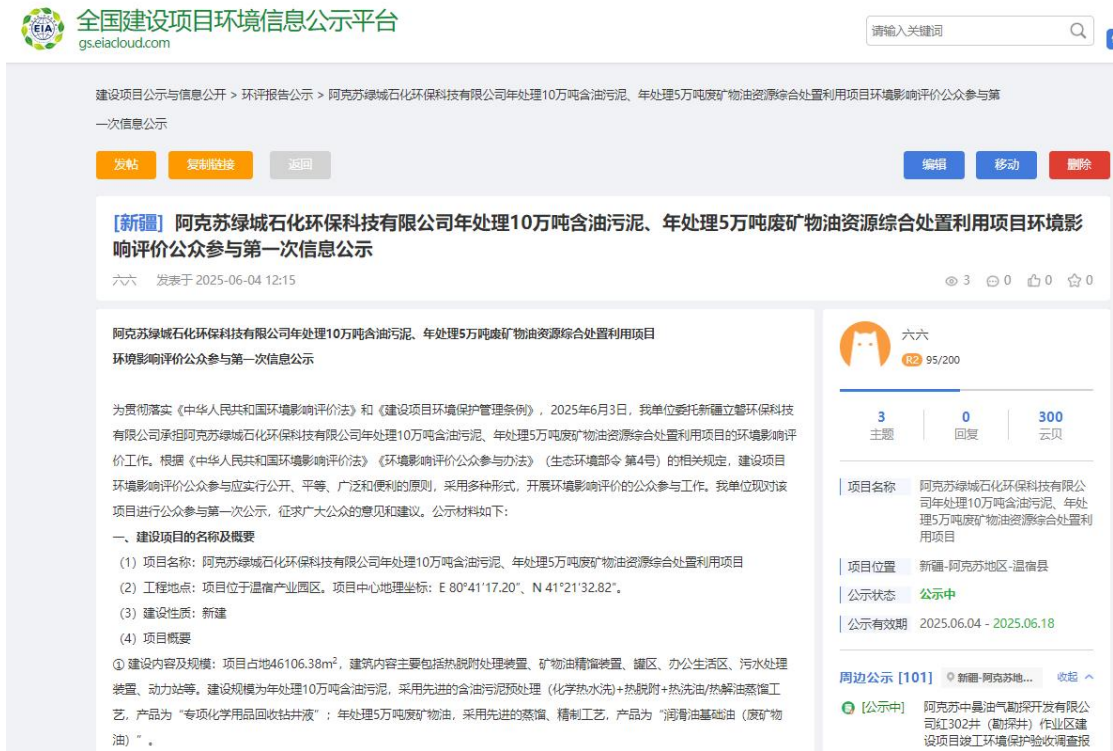 全国建设项目环境信息公示平台
gs.eiacloud.com
请输入关键词
建设项目公示与信息公开 > 环评报告公示 > 阿克苏绿城石化环保科技有限公司年处理10万吨含油污泥、年处理5万吨废矿物油资源综合处置利用项目环境影响评价公众参与第
一次信息公示
发帖 复制链接 返回 编辑 移动 删除
[新疆] 阿克苏绿城石化环保科技有限公司年处理10万吨含油污泥、年处理5万吨废矿物油资源综合处置利用项目环境影
响评价公众参与第一次信息公示
六六 发表于 2025-06-04 12:15 3 0 0 0
阿克苏绿城石化环保科技有限公司年处理10万吨含油污泥、年处理5万吨废矿物油资源综合处置利用项目
环境影响评价公众参与第一次信息公示
为贯彻落实《中华人民共和国环境影响评价法》和《建设项目环境保护管理条例》，2025年6月3日，我单位委托新疆立磐环保科技
有限公司承担阿克苏绿城石化环保科技有限公司年处理10万吨含油污泥、年处理5万吨废矿物油资源综合处置利用项目的环境影响评
价工作。根据《中华人民共和国环境影响评价法》《环境影响评价公众参与办法》（生态环境部令 第4号）的相关规定，建设项目
环境影响评价公众参与应实行公开、平等、广泛和便利的原则，采用多种形式，开展环境影响评价的公众参与工作。我单位现对该
项目进行公众参与第一次公示，征求广大公众的意见和建议。公示材料如下：
一、建设项目的名称及概要
（1）项目名称：阿克苏绿城石化环保科技有限公司年处理10万吨含油污泥、年处理5万吨废矿物油资源综合处置利用项目
（2）工程地点：项目位于温宿产业园区。项目中心地理坐标：E 80°41'17.20"、N 41°21'32.82"。
（3）建设性质：新建
（4）项目概要
① 建设内容及规模：项目占地46106.38m²，建筑内容主要包括热脱附处理装置、矿物油精馏装置、罐区、办公生活区、污水处理
装置、动力站等。建设规模为年处理10万吨含油污泥，采用先进的含油污泥预处理（化学热水洗)+热脱附+热洗油/热解油蒸馏工
艺，产品为“专项化学用品回收钻井液”；年处理5万吨废矿物油，采用先进的蒸馏、精制工艺，产品为“润滑油基础油（废矿物
油）”。
六六
R2 95/200
3 0 300
主题 回复 云贝
项目名称 阿克苏绿城石化环保科技有限公
司年处理10万吨含油污泥、年处
理5万吨废矿物油资源综合处置利
用项目
项目位置 新疆-阿克苏地区-温宿县
公示状态 公示中
公示有效期 2025.06.04 - 2025.06.18
周边公示 [101] 新疆-阿克苏地... 收起
[公示中] 阿克苏中曼油气勘探开发有限公
司红302井（勘探井）作业区建
设项目竣工环境保护验收调查报
EIA